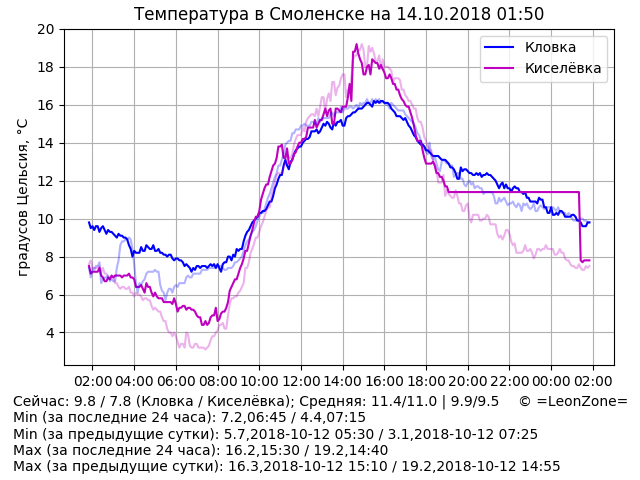 Температура в Смоленске на 14.10.2018 01:50
Кловка
Киселёвка
градусов Цельсия, °C
20
18
16
14
12
10
8
6
4
02:00 04:00 06:00 08:00 10:00 12:00 14:00 16:00 18:00 20:00 22:00 00:00 02:00
Сейчас: 9.8 / 7.8 (Кловка / Киселёвка); Средняя: 11.4/11.0 | 9.9/9.5 © =LeonZone=
Min (за последние 24 часа): 7.2,06:45 / 4.4,07:15
Min (за предыдущие сутки): 5.7,2018-10-12 05:30 / 3.1,2018-10-12 07:25
Max (за последние 24 часа): 16.2,15:30 / 19.2,14:40
Max (за предыдущие сутки): 16.3,2018-10-12 15:10 / 19.2,2018-10-12 14:55